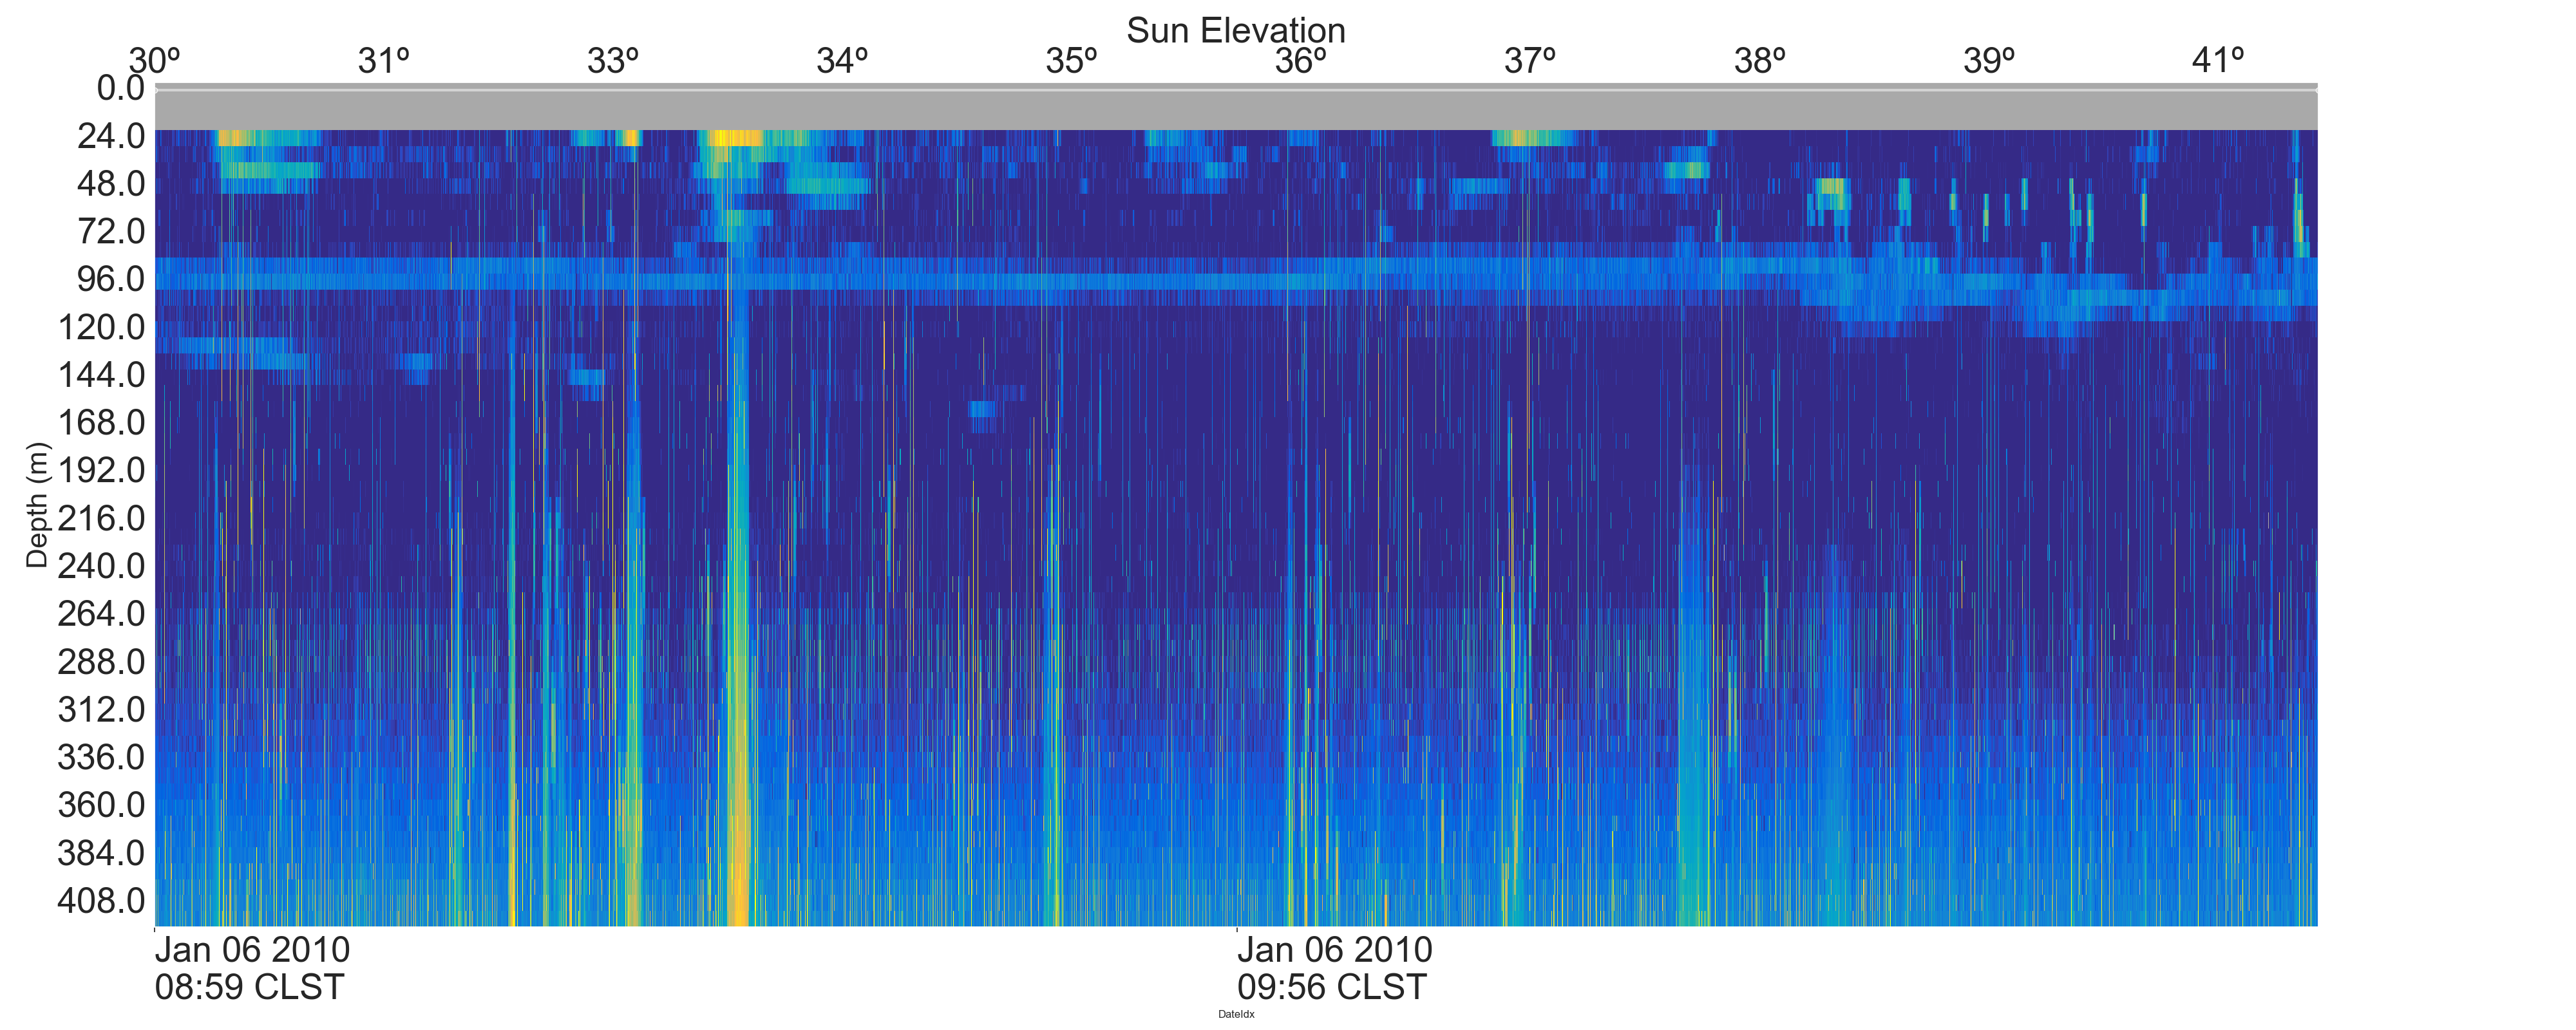 Sun Elevation
30º 31º 33º 34º 35º 36º 37º 38º 39º 41º
0.0
24.0
48.0
72.0
96.0
120.0
144.0
168.0
192.0
216.0
240.0
264.0
288.0
312.0
336.0
360.0
384.0
408.0
Depth (m)
Jan 06 2010
08:59 CLST
Jan 06 2010
09:56 CLST
DateIdx